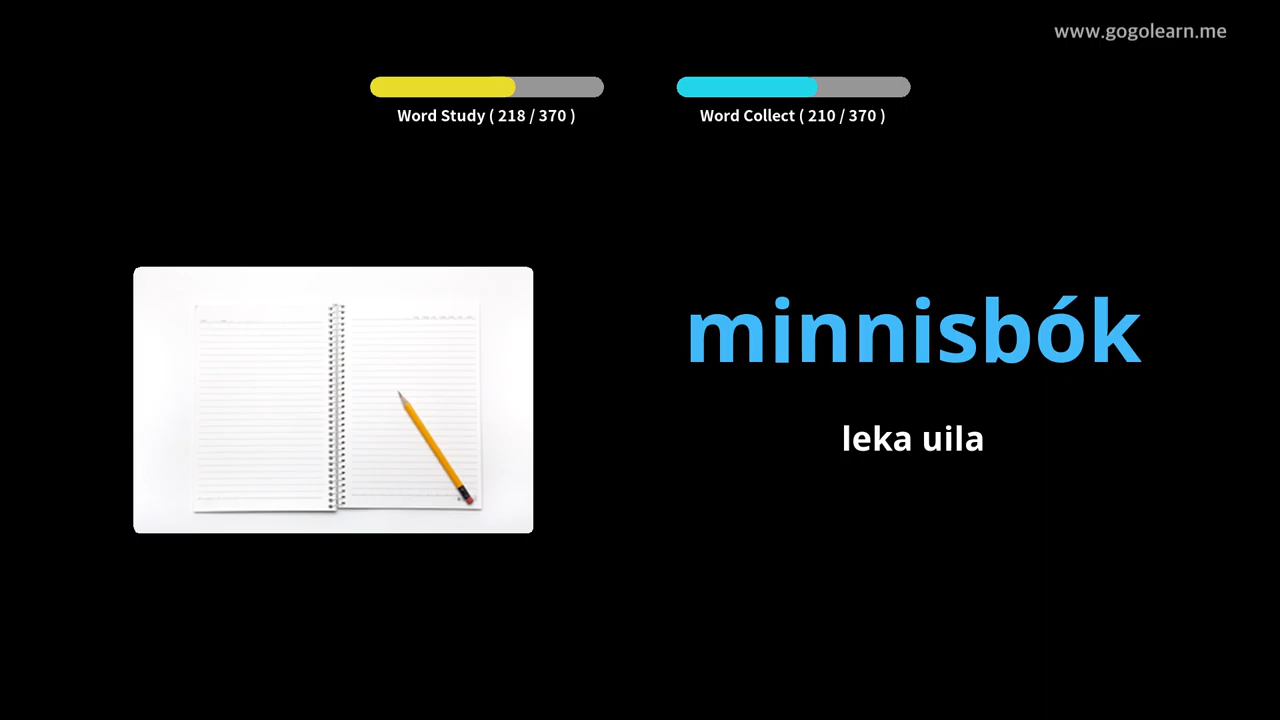 www.gogolearn.me
Word Study ( 218 / 370 )
Word Collect ( 210 / 370 )
minnisbók
leka uila